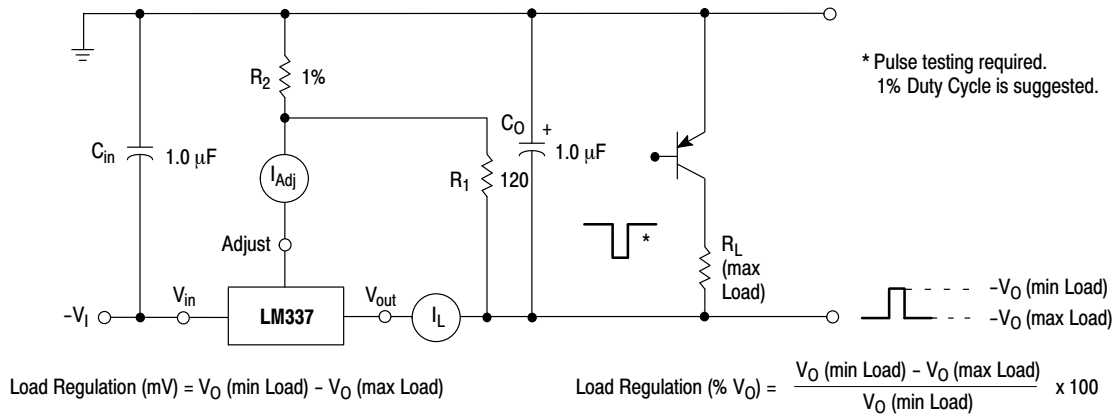 * Pulse testing required.
1% Duty Cycle is suggested.
R2 1%
Cin 1.0 μF
IAdj
R1 120
CO + 1.0 μF
Adjust
*
RL
(max
Load)
–VI
Vin
LM337
Vout
IL
–VO (min Load)
–VO (max Load)
Load Regulation (mV) = VO (min Load) – VO (max Load)
Load Regulation (% VO) = VO (min Load) – VO (max Load)
VO (min Load)
x 100